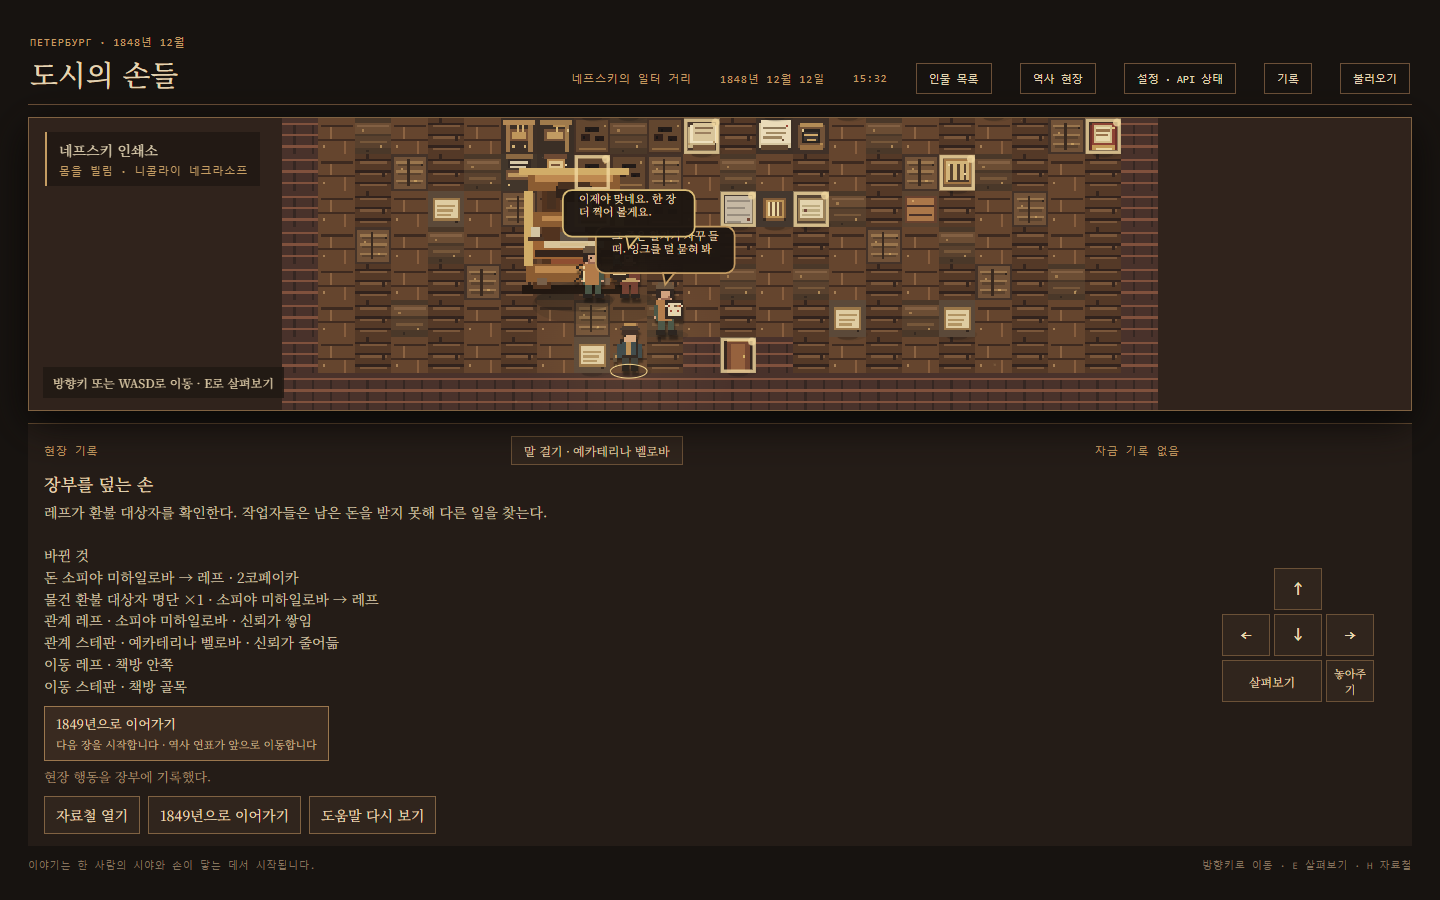 ПЕТЕРБУРГ · 1848년 12월
도시의 손들
네프스키의 일터 거리
1848년 12월 12일
15:32
인물 목록
역사 현장
설정 · API 상태
기록
불러오기
네프스키 인쇄소
몸을 빌림 · 니콜라이 네크라소프
이제야 맞네요. 한 장
더 찍어 볼게요.
잉크를 덜 묻혀 봐
방향키 또는 WASD로 이동 · E로 살펴보기
현장 기록
말 걸기 · 예카테리나 벨로바
자금 기록 없음
장부를 덮는 손
레프가 환불 대상자를 확인한다. 작업자들은 남은 돈을 받지 못해 다른 일을 찾는다.
바뀐 것
돈 소피야 미하일로바 → 레프 · 2코페이카
물건 환불 대상자 명단 ×1 · 소피야 미하일로바 → 레프
관계 레프 · 소피야 미하일로바 · 신뢰가 쌓임
관계 스테판 · 예카테리나 벨로바 · 신뢰가 줄어듦
이동 레프 · 책방 안쪽
이동 스테판 · 책방 골목
↑
← ↓ →
살펴보기
놓아주
기
1849년으로 이어가기
다음 장을 시작합니다 · 역사 연표가 앞으로 이동합니다
현장 행동을 장부에 기록했다.
자료철 열기
1849년으로 이어가기
도움말 다시 보기
이야기는 한 사람의 시야와 손이 닿는 데서 시작됩니다.
방향키로 이동 · E 살펴보기 · H 자료철